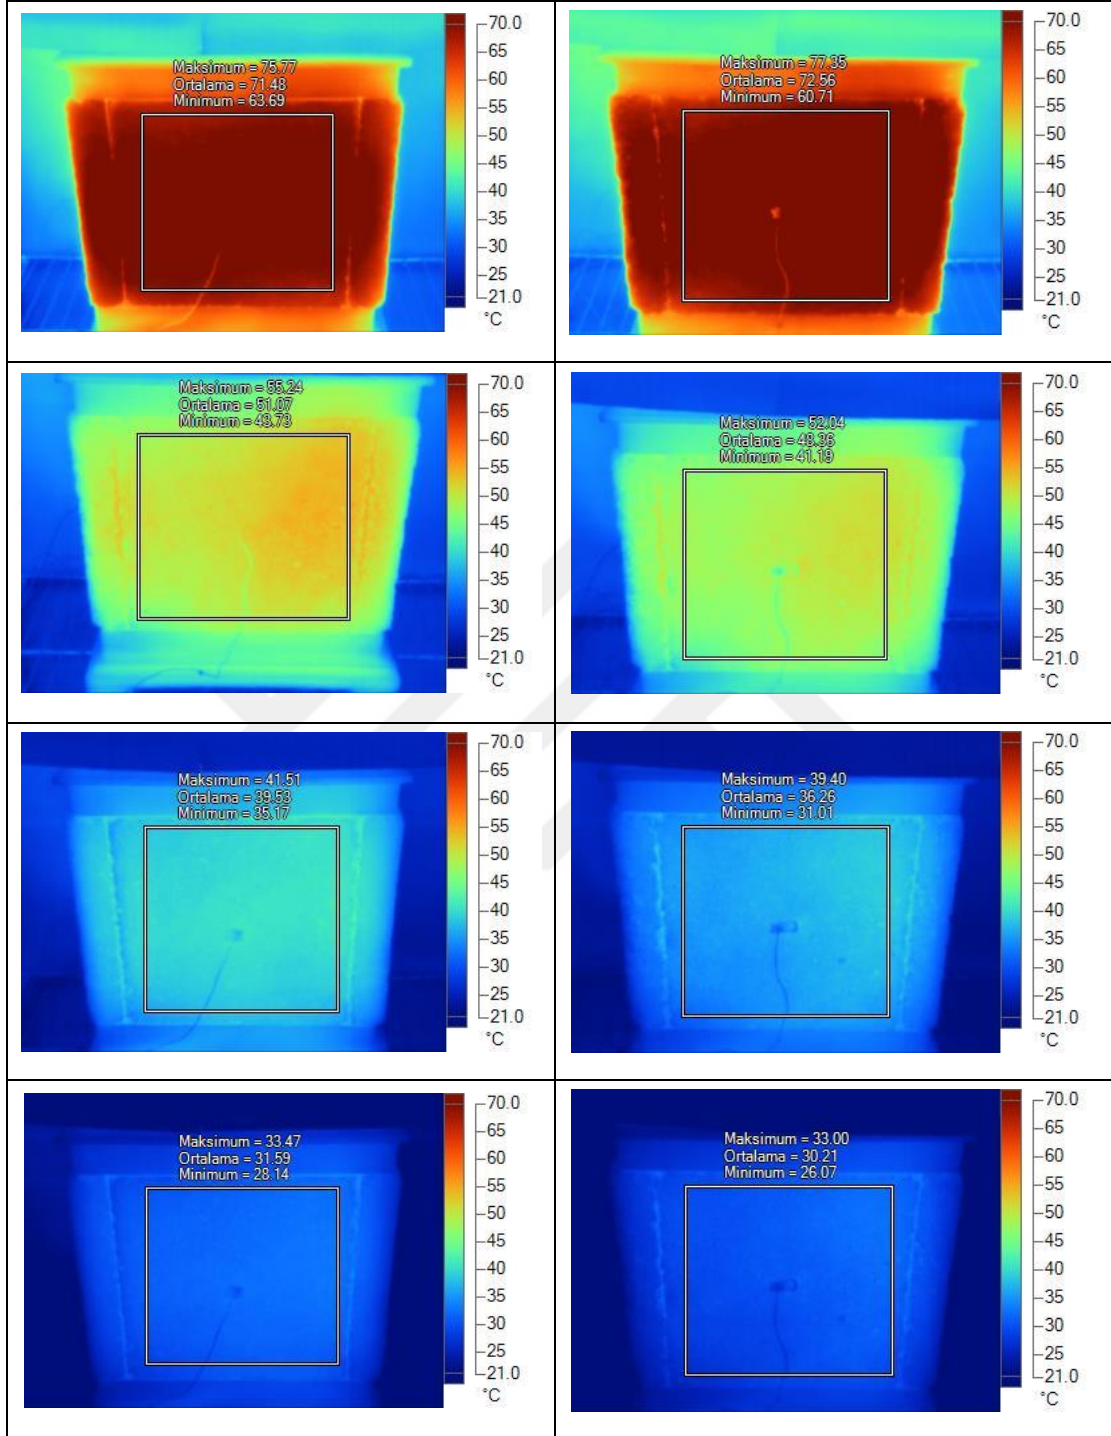 Maksimum = 75.77
Ortalama = 71.48
Minimum = 63.69
70.0
65
60
55
50
45
40
35
30
25
21.0
°C
Maksimum = 77.35
Ortalama = 72.56
Minimum = 60.71
70.0
65
60
55
50
45
40
35
30
25
21.0
°C
Maksimum = 55.24
Ortalama = 51.07
Minimum = 43.73
70.0
65
60
55
50
45
40
35
30
25
21.0
°C
Maksimum = 52.04
Ortalama = 48.36
Minimum = 41.19
70.0
65
60
55
50
45
40
35
30
25
21.0
°C
Maksimum = 41.51
Ortalama = 39.53
Minimum = 35.17
70.0
65
60
55
50
45
40
35
30
25
21.0
°C
Maksimum = 39.40
Ortalama = 36.26
Minimum = 31.01
70.0
65
60
55
50
45
40
35
30
25
21.0
°C
Maksimum = 33.47
Ortalama = 31.59
Minimum = 28.14
70.0
65
60
55
50
45
40
35
30
25
21.0
°C
Maksimum = 33.00
Ortalama = 30.21
Minimum = 26.07
70.0
65
60
55
50
45
40
35
30
25
21.0
°C